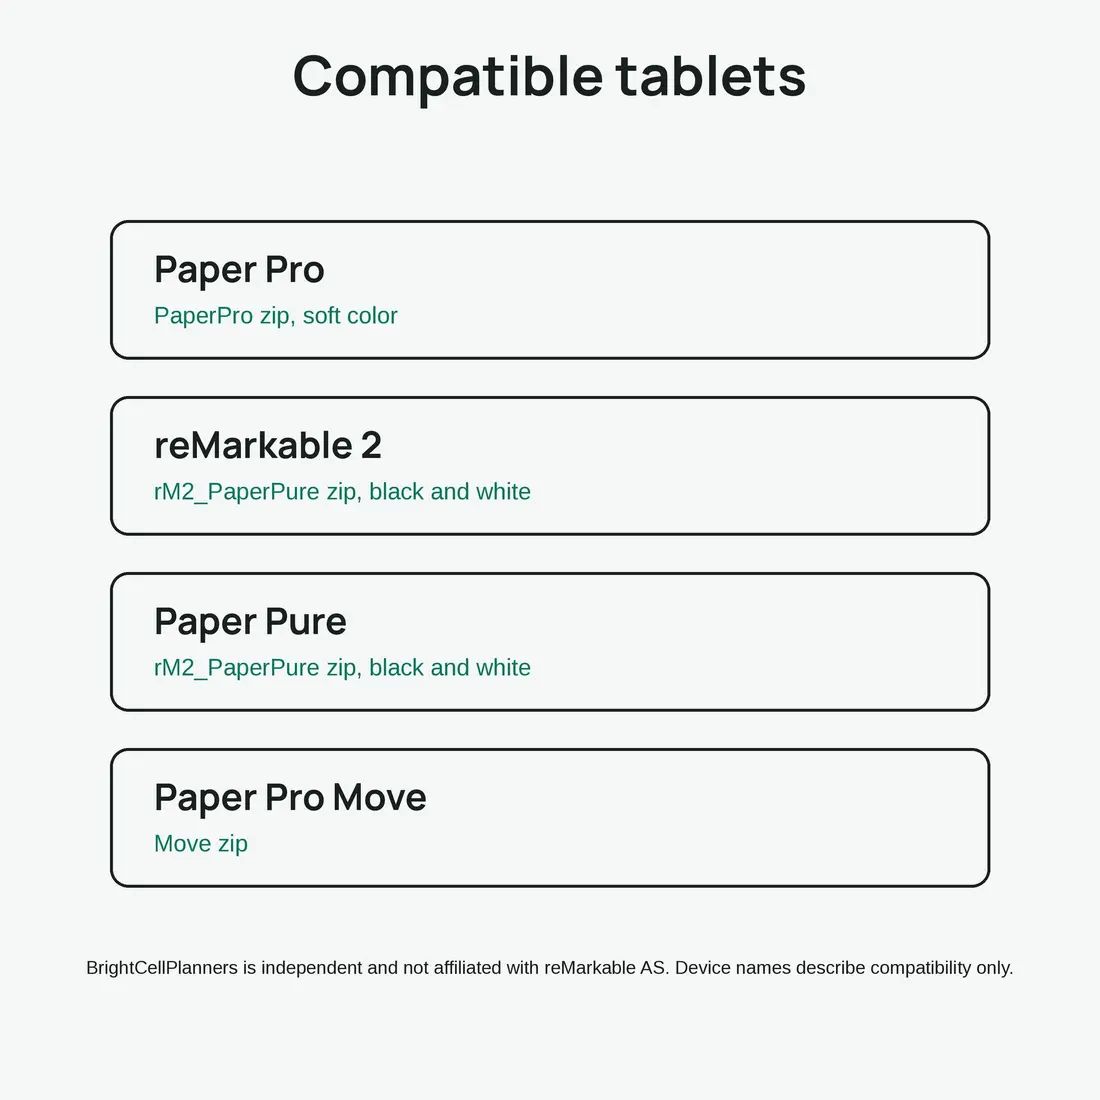 Compatible tablets
Paper Pro
PaperPro zip, soft color
reMarkable 2
rM2_PaperPure zip, black and white
Paper Pure
rM2_PaperPure zip, black and white
Paper Pro Move
Move zip
BrightCellPlanners is independent and not affiliated with reMarkable AS. Device names describe compatibility only.